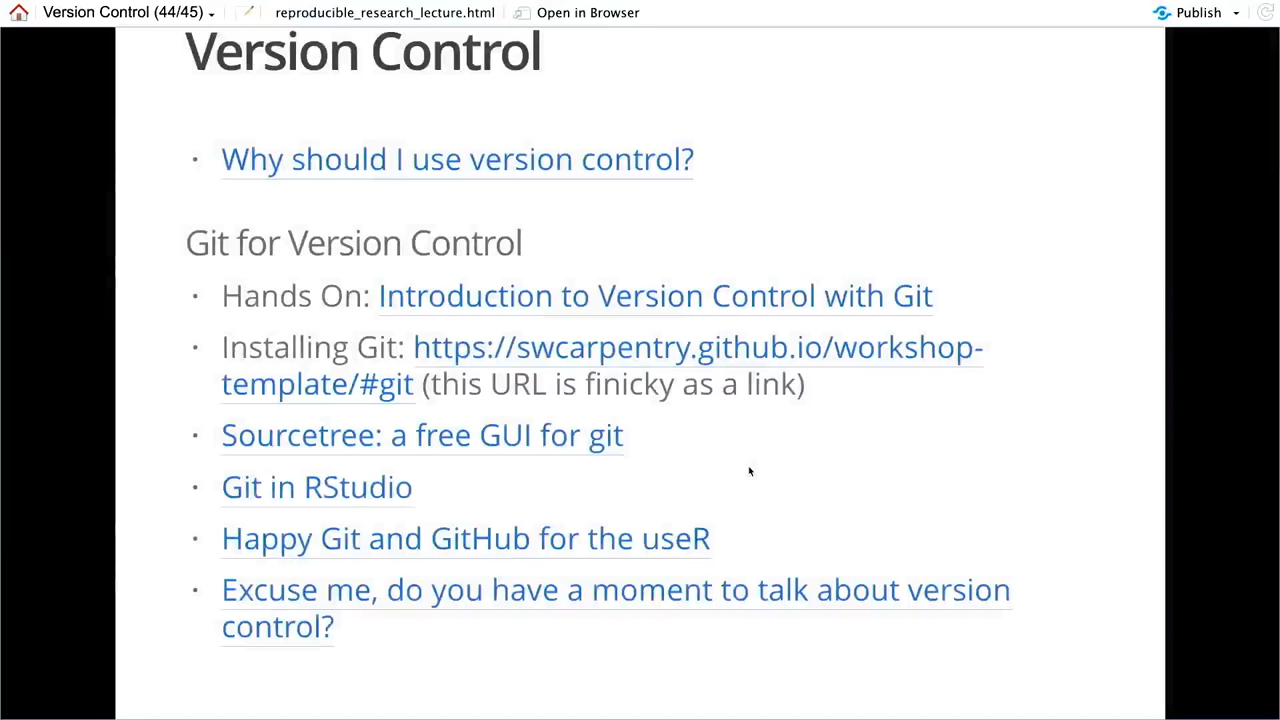 Version Control (44/45)
reproducible_research_lecture.html
Open in Browser
Publish
Version Control
· Why should I use version control?
Git for Version Control
· Hands On: Introduction to Version Control with Git
· Installing Git: https://swcarpentry.github.io/workshop-
template/#git (this URL is finicky as a link)
· Sourcetree: a free GUI for git
· Git in RStudio
· Happy Git and GitHub for the useR
· Excuse me, do you have a moment to talk about version
control?